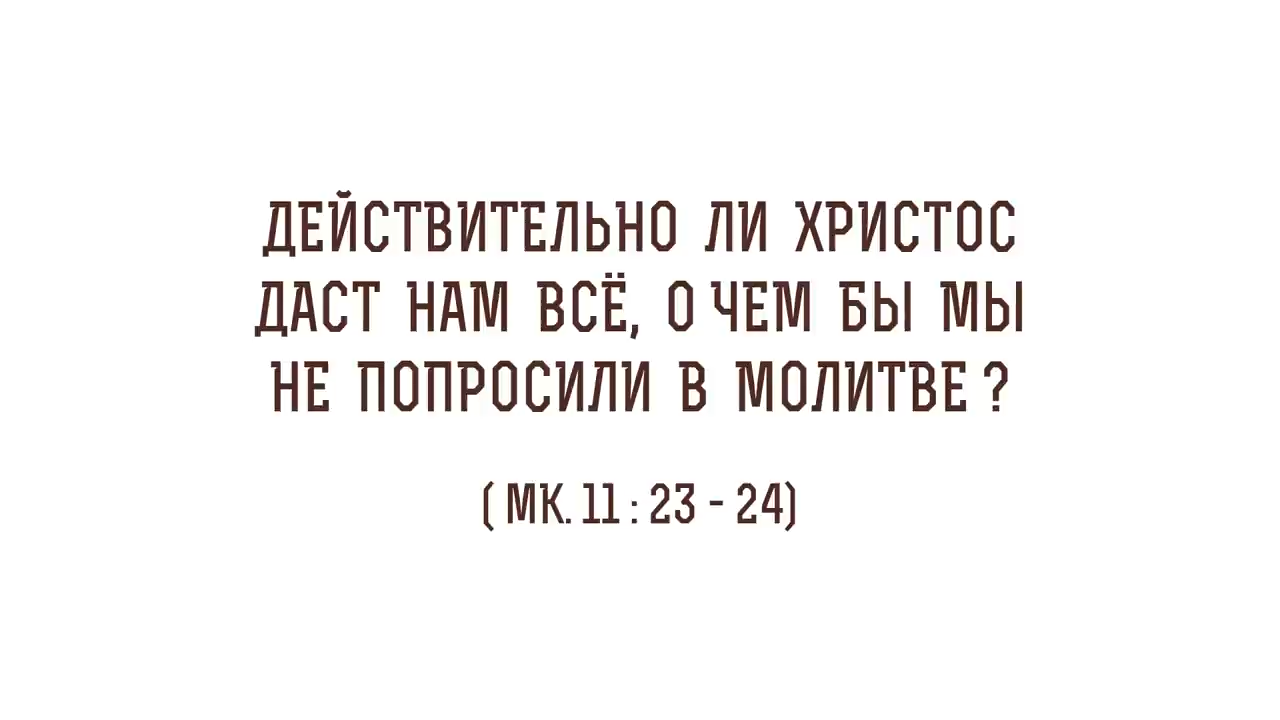 ДЕЙСТВИТЕЛЬНО ЛИ ХРИСТОС
ДАСТ НАМ ВСЁ, О ЧЕМ БЫ МЫ
НЕ ПОПРОСИЛИ В МОЛИТВЕ ?
( МК. 11 : 23 - 24)